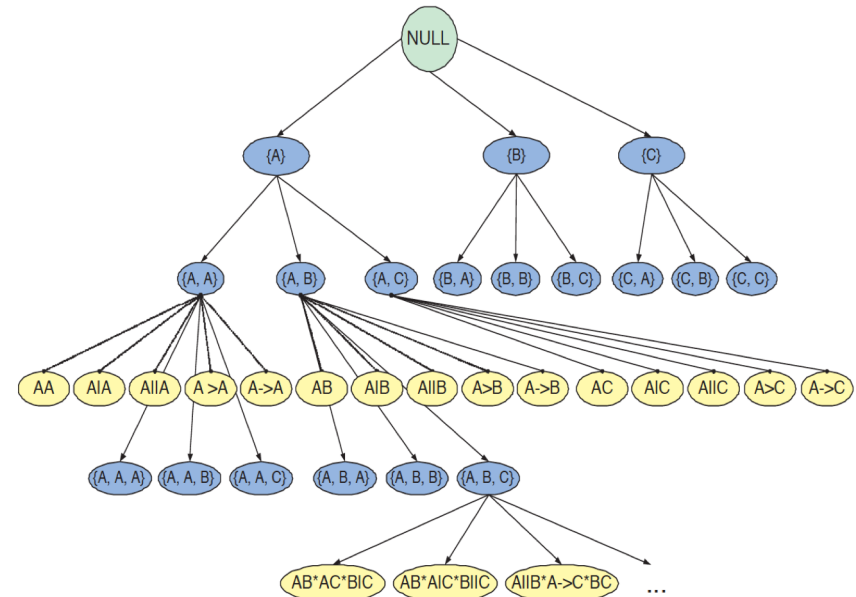 NULL
{A} {B} {C}
{A, A} {A, B} {A, C} {B, A} {B, B} {B, C} {C, A} {C, B} {C, C}
AA AIA AIIA A >A A->A AB AIB AIIB A>B A->B AC AIC AIIC A>C A->C
{A, A, A} {A, A, B} {A, A, C} {A, B, A} {A, B, B} {A, B, C}
AB*AC*BIC AB*AIC*BIIC AIIB*A->C*BC ...